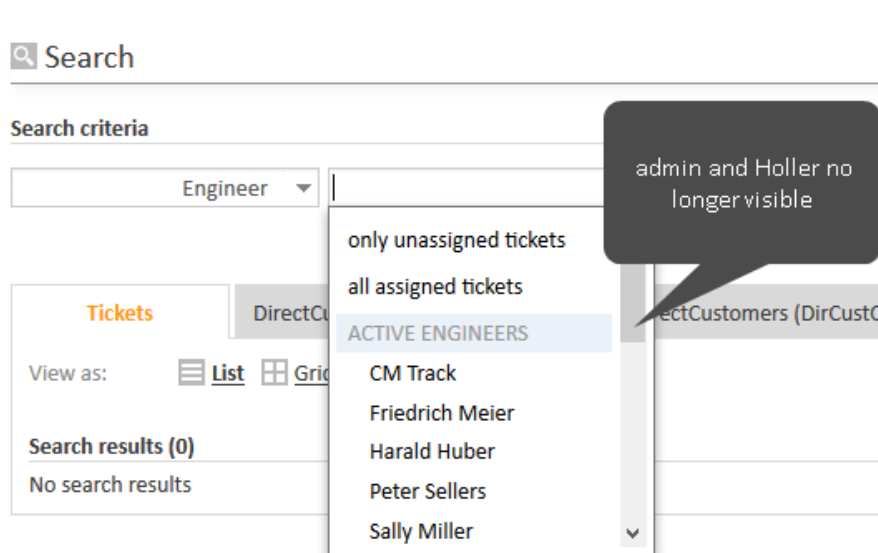 Search
Search criteria
Engineer
admin and Holler no
longer visible
only unassigned tickets
all assigned tickets
ACTIVE ENGINEERS
CM Track
Friedrich Meier
Harald Huber
Peter Sellers
Sally Miller
Tickets
DirectCu
ectCustomers (DirCustC
View as: List Grid
Search results (0)
No search results